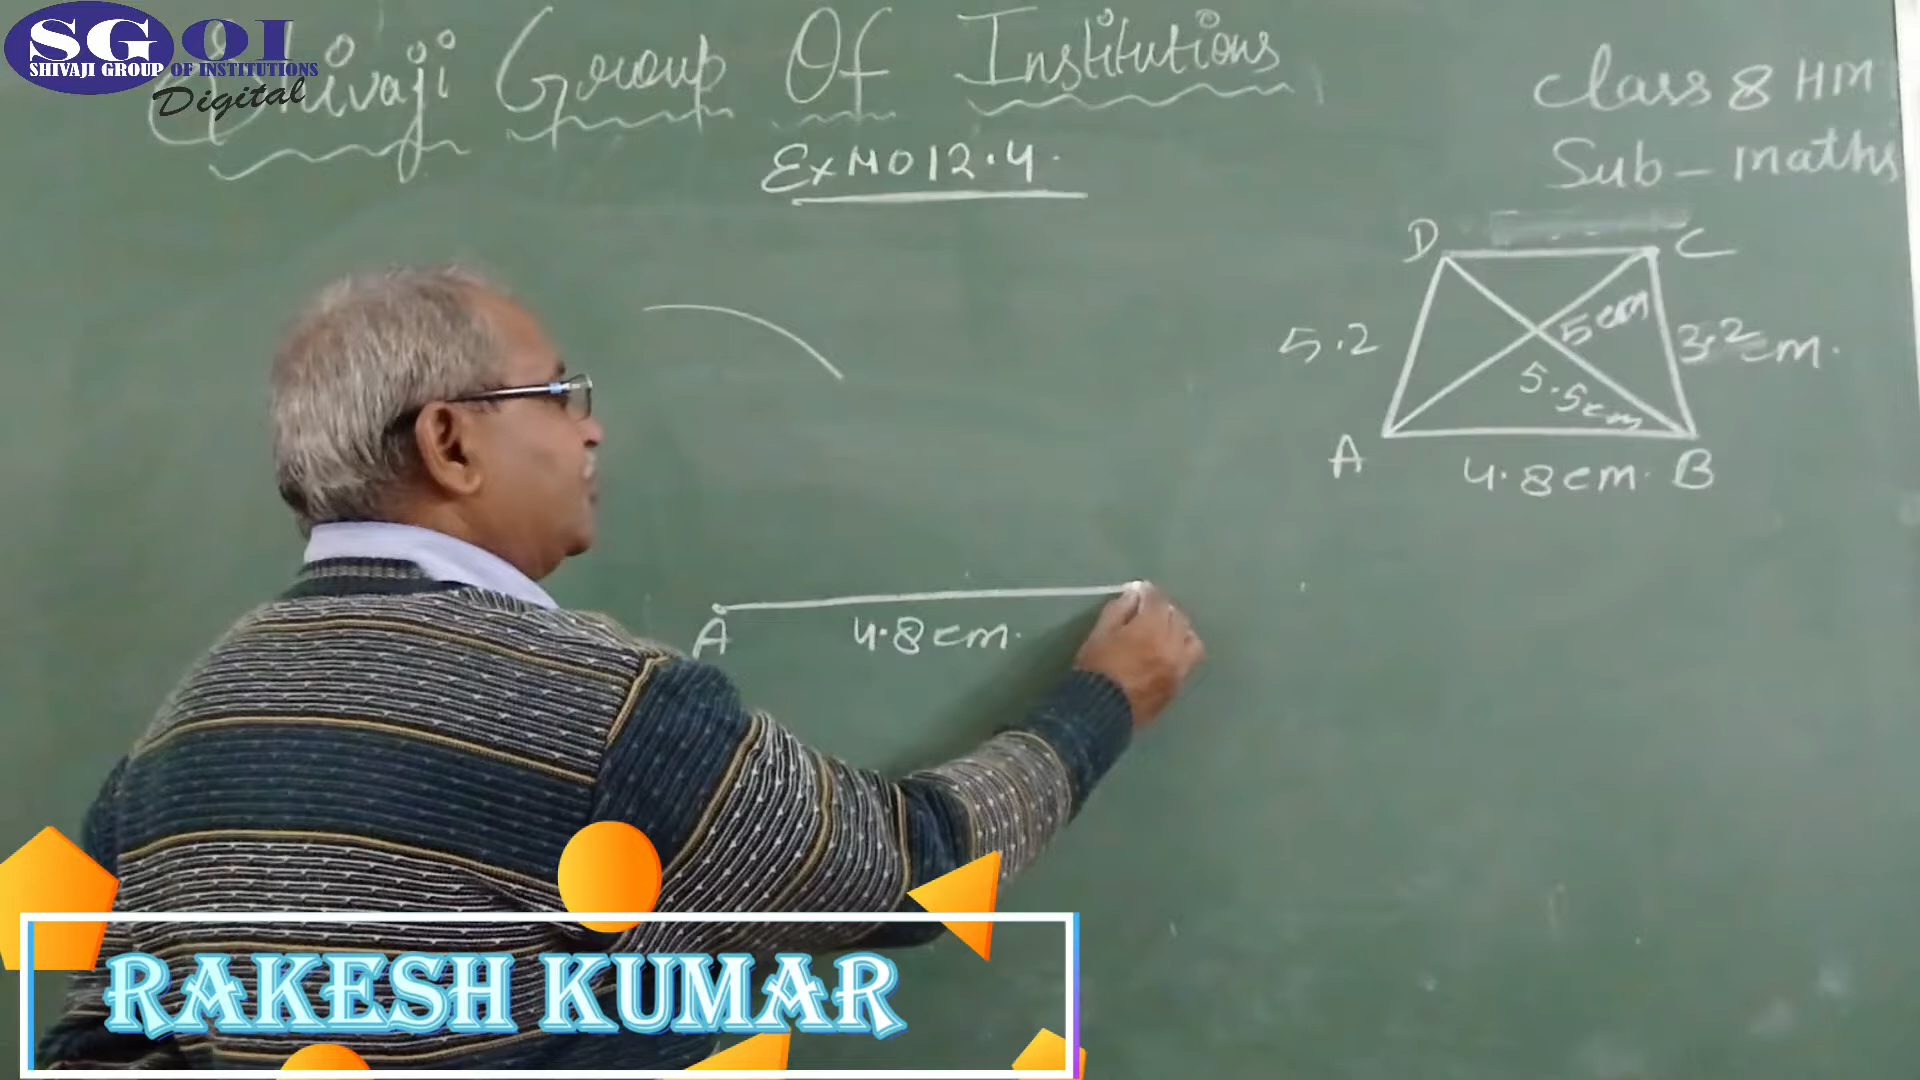 SGOI
SHIVAJI GROUP OF INSTITUTIONS
Digital
Shivaji Group Of Institutions
Class 8 HM
Sub - maths
Ex NO 12.4.
D C
5.2
5cm
3.2cm.
5.5cm
A 4.8cm. B
A 4.8cm.
RAKESH KUMAR